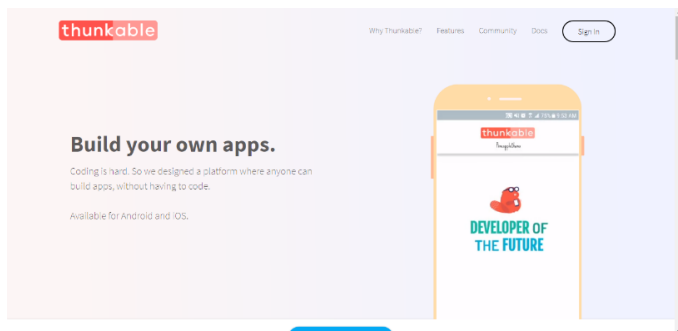 thunkable
Why Thunkable? Features Community Docs Sign In
thunkable
Build your own apps.
Coding is hard. So we designed a platform where anyone can
build apps, without having to code.
Available for Android and iOS.
DEVELOPER OF
THE FUTURE